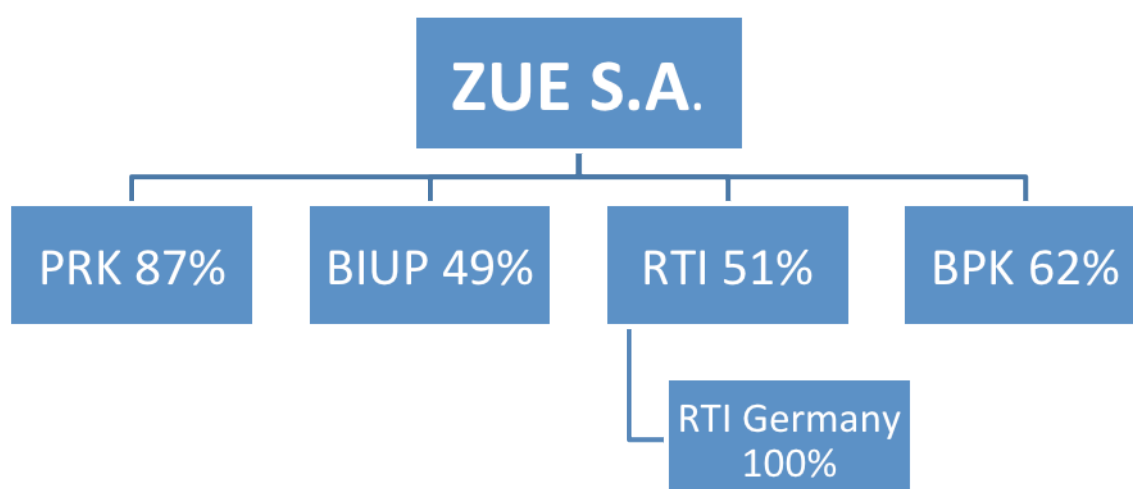 ZUE S.A.
PRK 87%
BIUP 49%
RTI 51%
BPK 62%
RTI Germany
100%